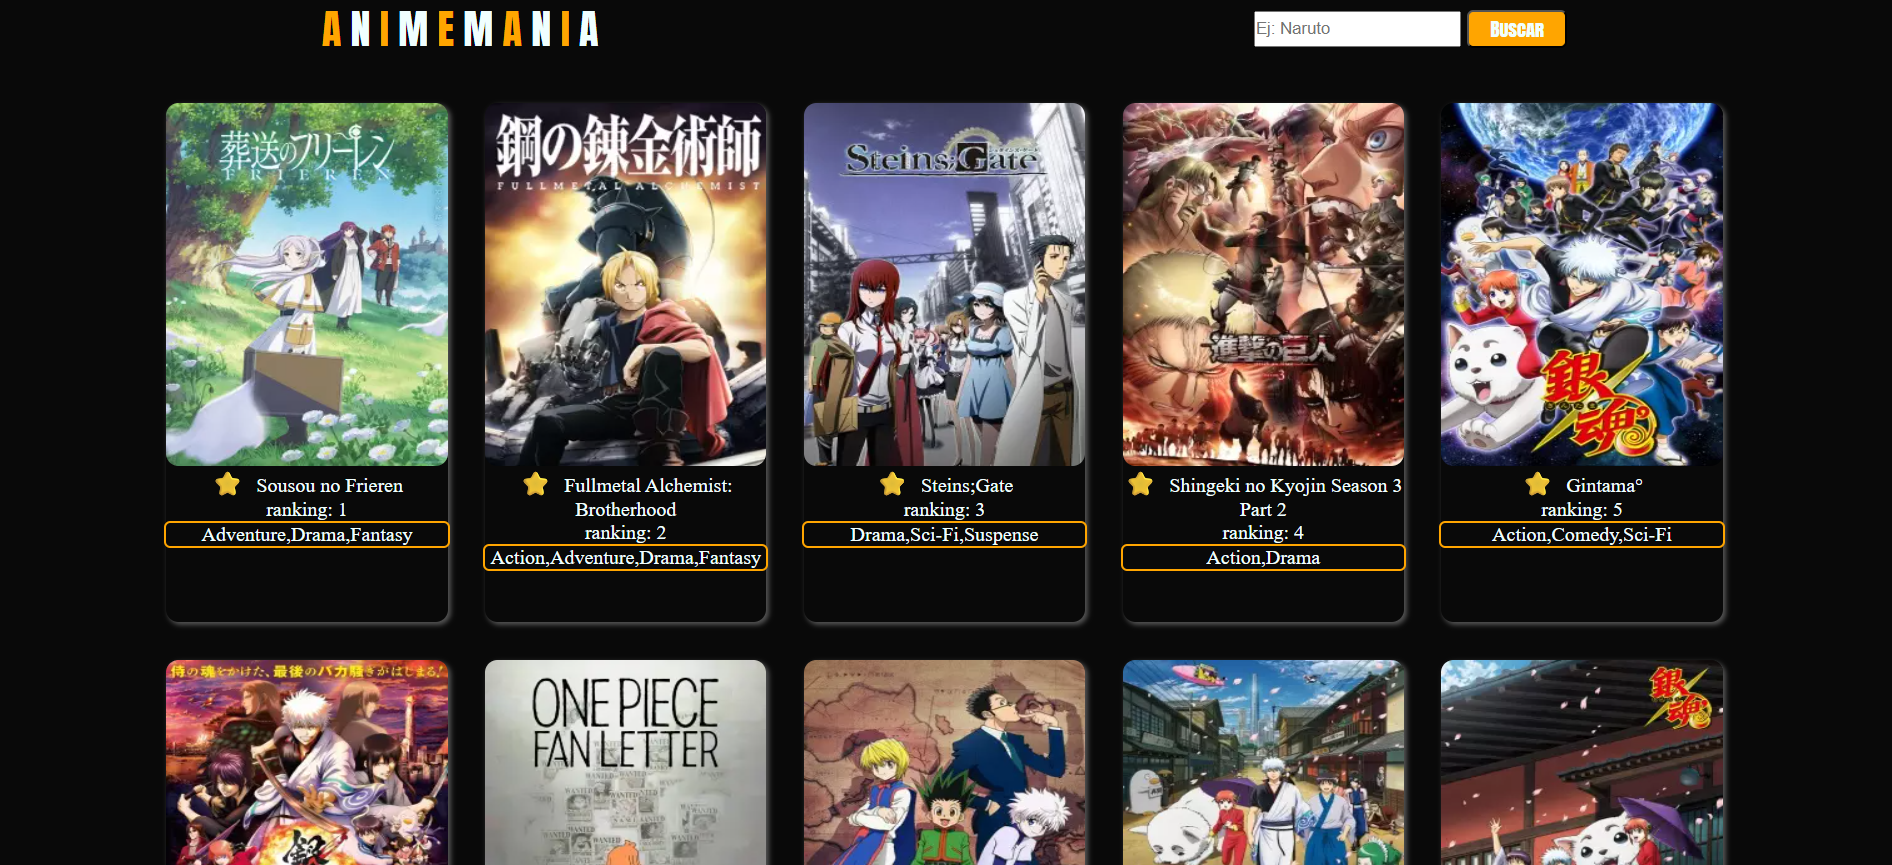 ANIMEMANIA
Ej: Naruto
Buscar
葬送のフリーレン
FRIEREN
鋼の錬金術師
FULLMETAL ALCHEMIST
Steins;Gate
進撃の巨人
3
銀魂°
Sousou no Frieren
ranking: 1
Adventure,Drama,Fantasy
Fullmetal Alchemist:
Brotherhood
ranking: 2
Action,Adventure,Drama,Fantasy
Steins;Gate
ranking: 3
Drama,Sci-Fi,Suspense
Shingeki no Kyojin Season 3
Part 2
ranking: 4
Action,Drama
Gintama°
ranking: 5
Action,Comedy,Sci-Fi
侍の魂をかけた、最後のバカ騒ぎがはじまる!
ONE PIECE
FAN LETTER
WANTED
銀魂